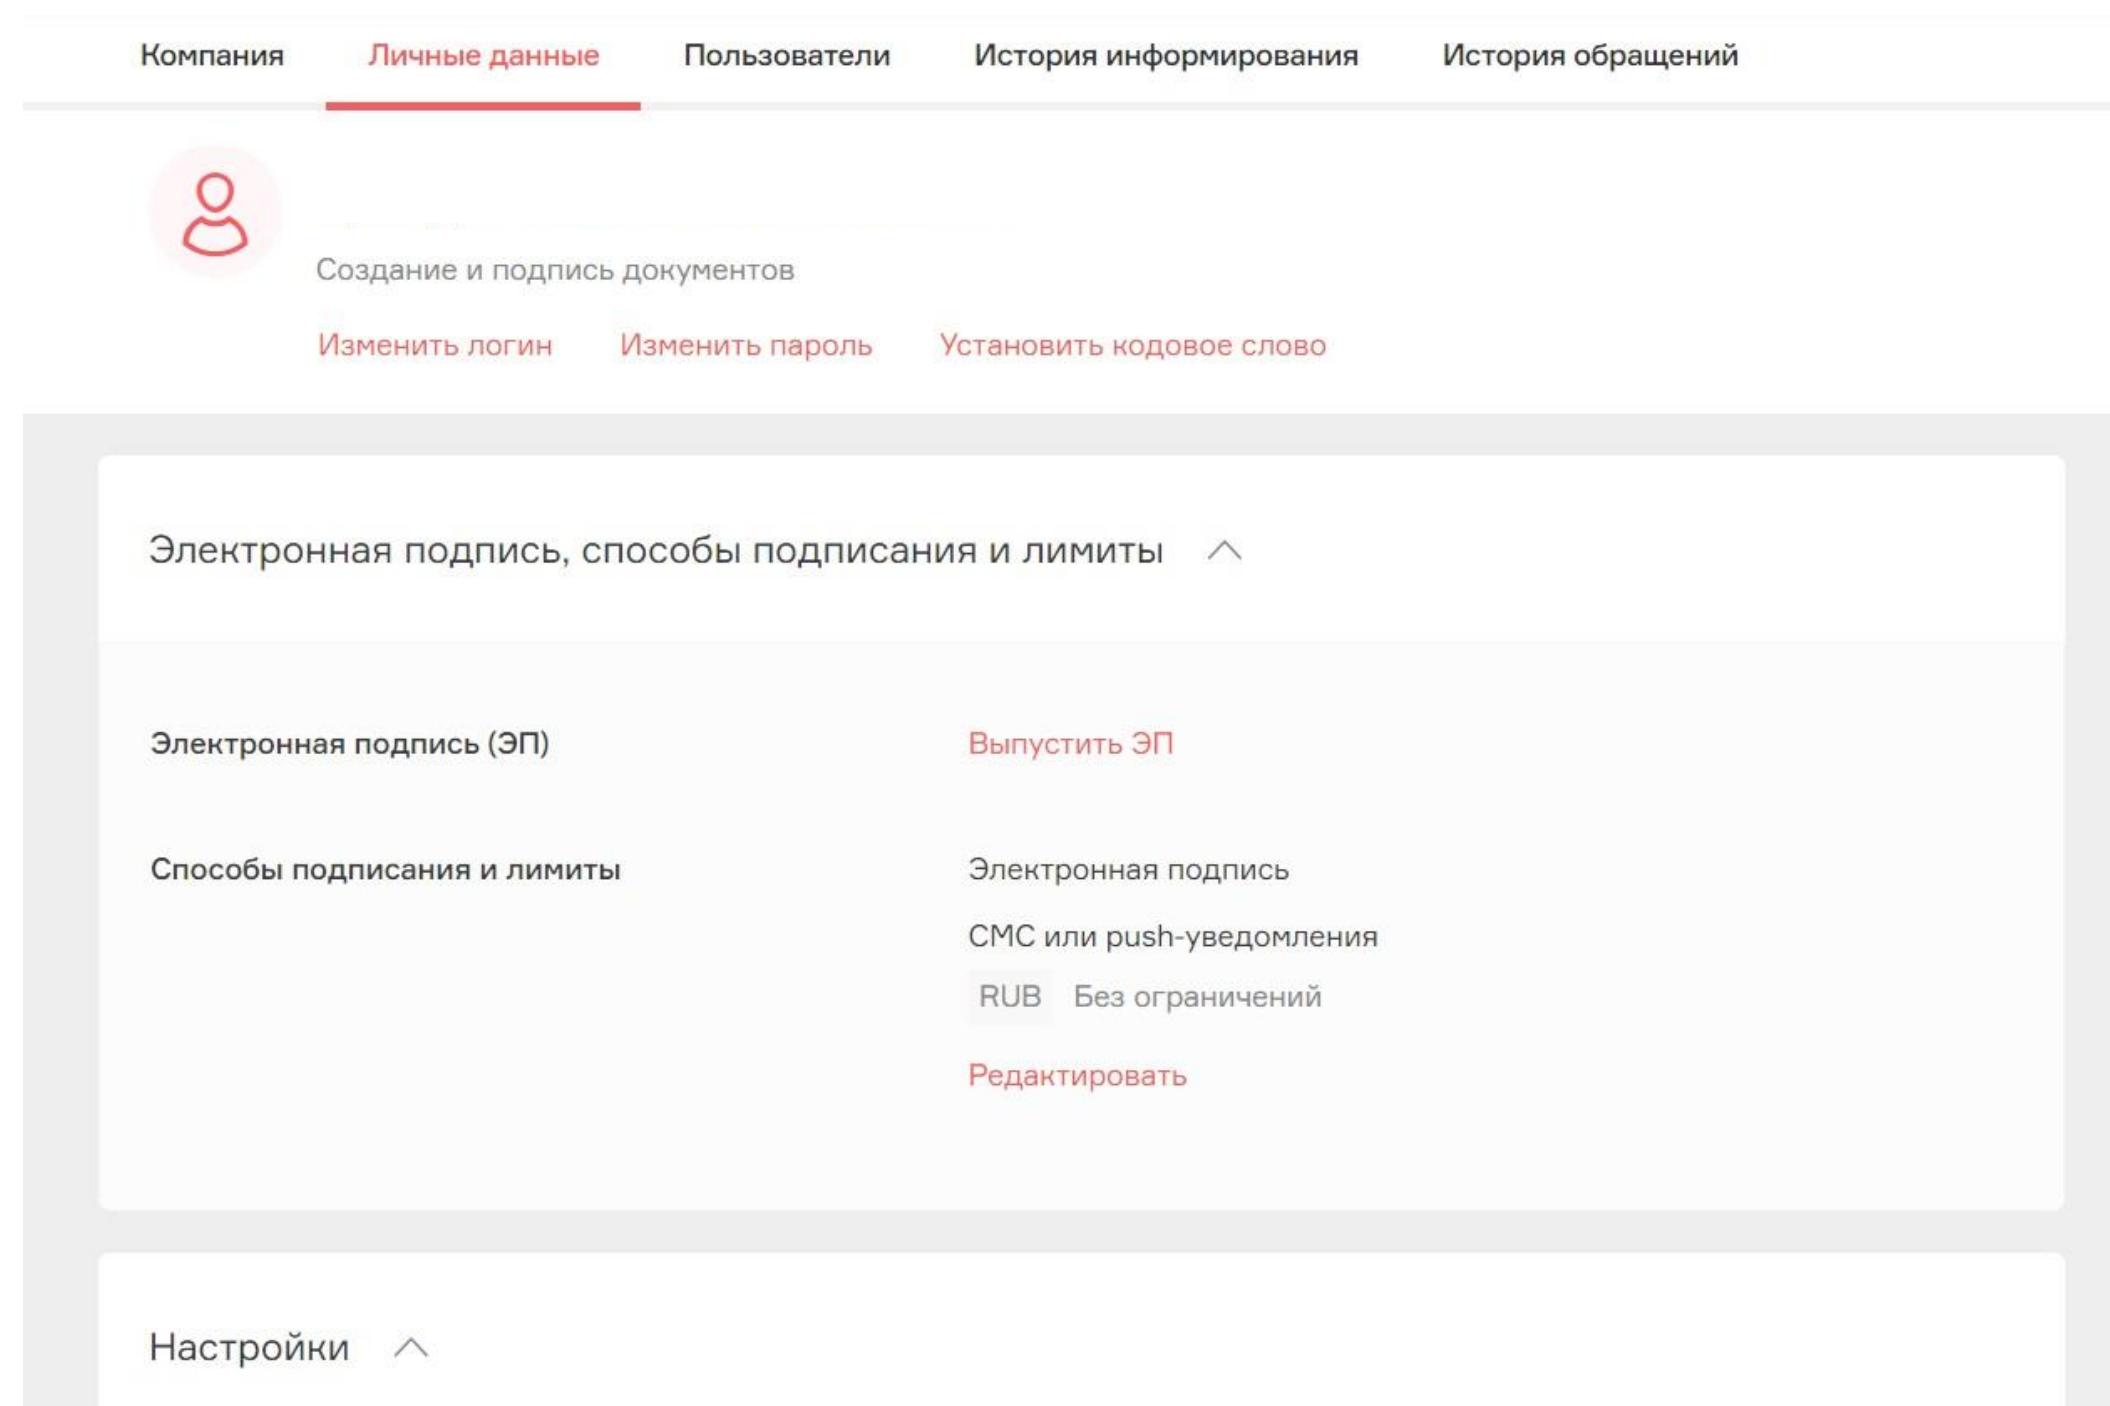 Компания Личные данные Пользователи История информирования История обращений
Создание и подпись документов
Изменить логин Изменить пароль Установить кодовое слово
Электронная подпись, способы подписания и лимиты
Электронная подпись (ЭП) Выпустить ЭП
Способы подписания и лимиты Электронная подпись
СМС или push-уведомления
RUB Без ограничений
Редактировать
Настройки